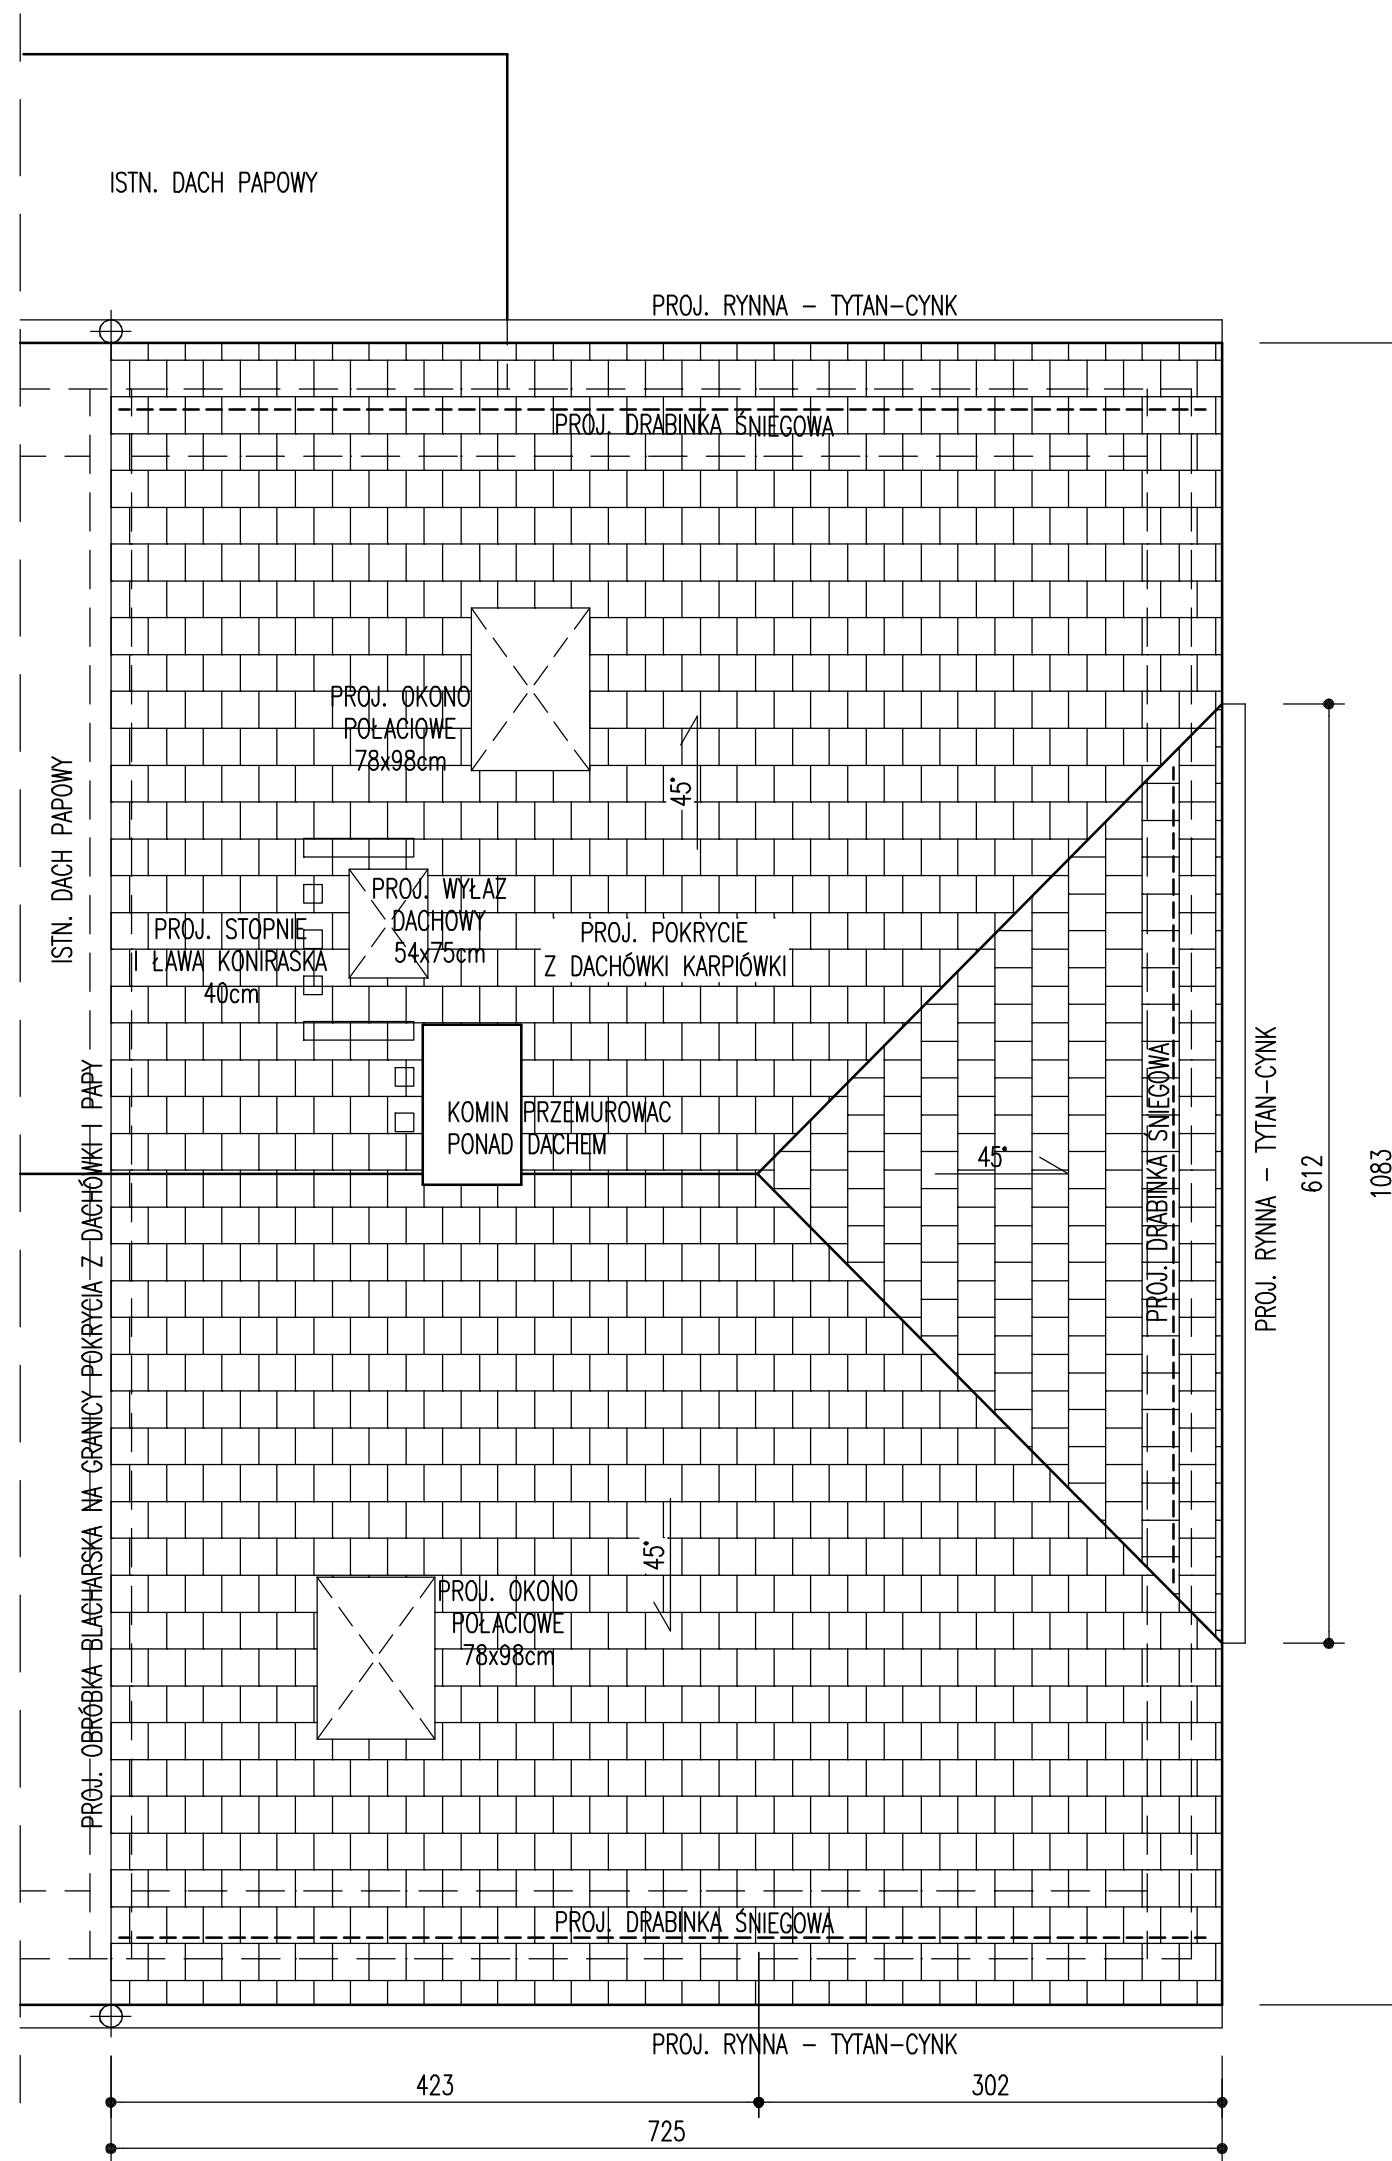 ISTN. DACH PAPOWY
PROJ. RYNNA – TYTAN-CYNK
PROJ. DRABINKA ŚNIEGOWA
PROJ. OKONO
POŁACIOWE
78x98cm
45°
ISTN. DACH PAPOWY
PROJ. WYŁAZ
DACHOWY
54x75cm
PROJ. STOPNIE
I ŁAWA KONIRASKA
40cm
PROJ. POKRYCIE
Z DACHÓWKI KARPIÓWKI
KOMIN PRZEMUROWAC
PONAD DACHEM
45°
PROJ. DRABINKA ŚNIEGOWA
PROJ. RYNNA – TYTAN-CYNK
612
1083
PROJ. OBRÓBKA BLACHARSKA NA GRANICY POKRYCIA Z DACHÓWKI I PAPY
45°
PROJ. OKONO
POŁACIOWE
78x98cm
PROJ. DRABINKA ŚNIEGOWA
PROJ. RYNNA – TYTAN-CYNK
423
302
725